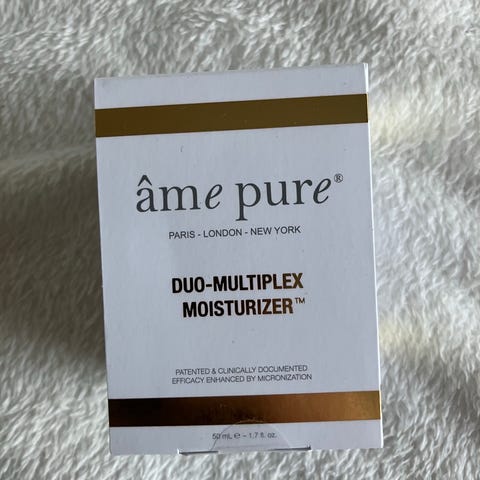 âme pure®
PARIS - LONDON - NEW YORK
DUO-MULTIPLEX
MOISTURIZER™
PATENTED & CLINICALLY DOCUMENTED
EFFICACY ENHANCED BY MICRONIZATION
50 mL ℮ – 1.7 fl. oz.